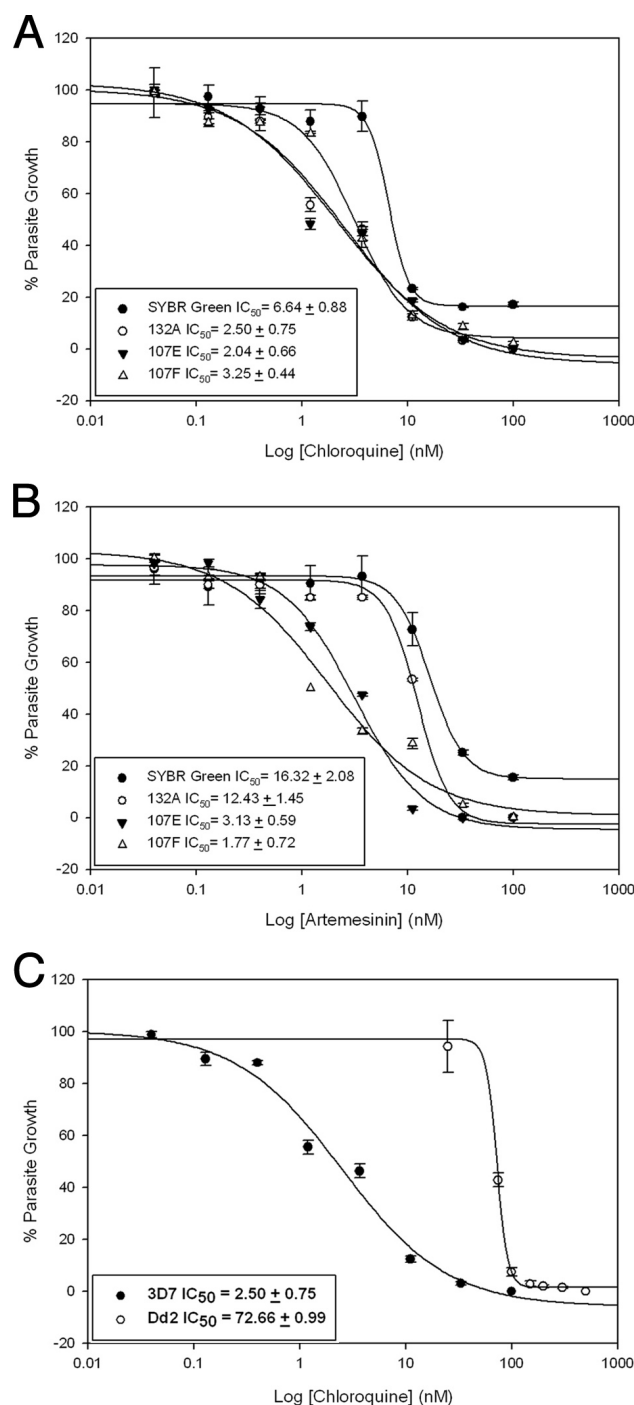 A
120
100
80
60
40
20
0
-20
% Parasite Growth
● SYBR Green IC50= 6.64 ± 0.88
○ 132A IC50= 2.50 ± 0.75
▼ 107E IC50= 2.04 ± 0.66
△ 107F IC50= 3.25 ± 0.44
0.01 0.1 1 10 100 1000
Log [Chloroquine] (nM)
B
120
100
80
60
40
20
0
-20
% Parasite Growth
● SYBR Green IC50= 16.32 ± 2.08
○ 132A IC50= 12.43 ± 1.45
▼ 107E IC50= 3.13 ± 0.59
△ 107F IC50= 1.77 ± 0.72
0.01 0.1 1 10 100 1000
Log [Artemesinin] (nM)
C
120
100
80
60
40
20
0
-20
% Parasite Growth
● 3D7 IC50 = 2.50 ± 0.75
○ Dd2 IC50 = 72.66 ± 0.99
0.01 0.1 1 10 100 1000
Log [Chloroquine] (nM)